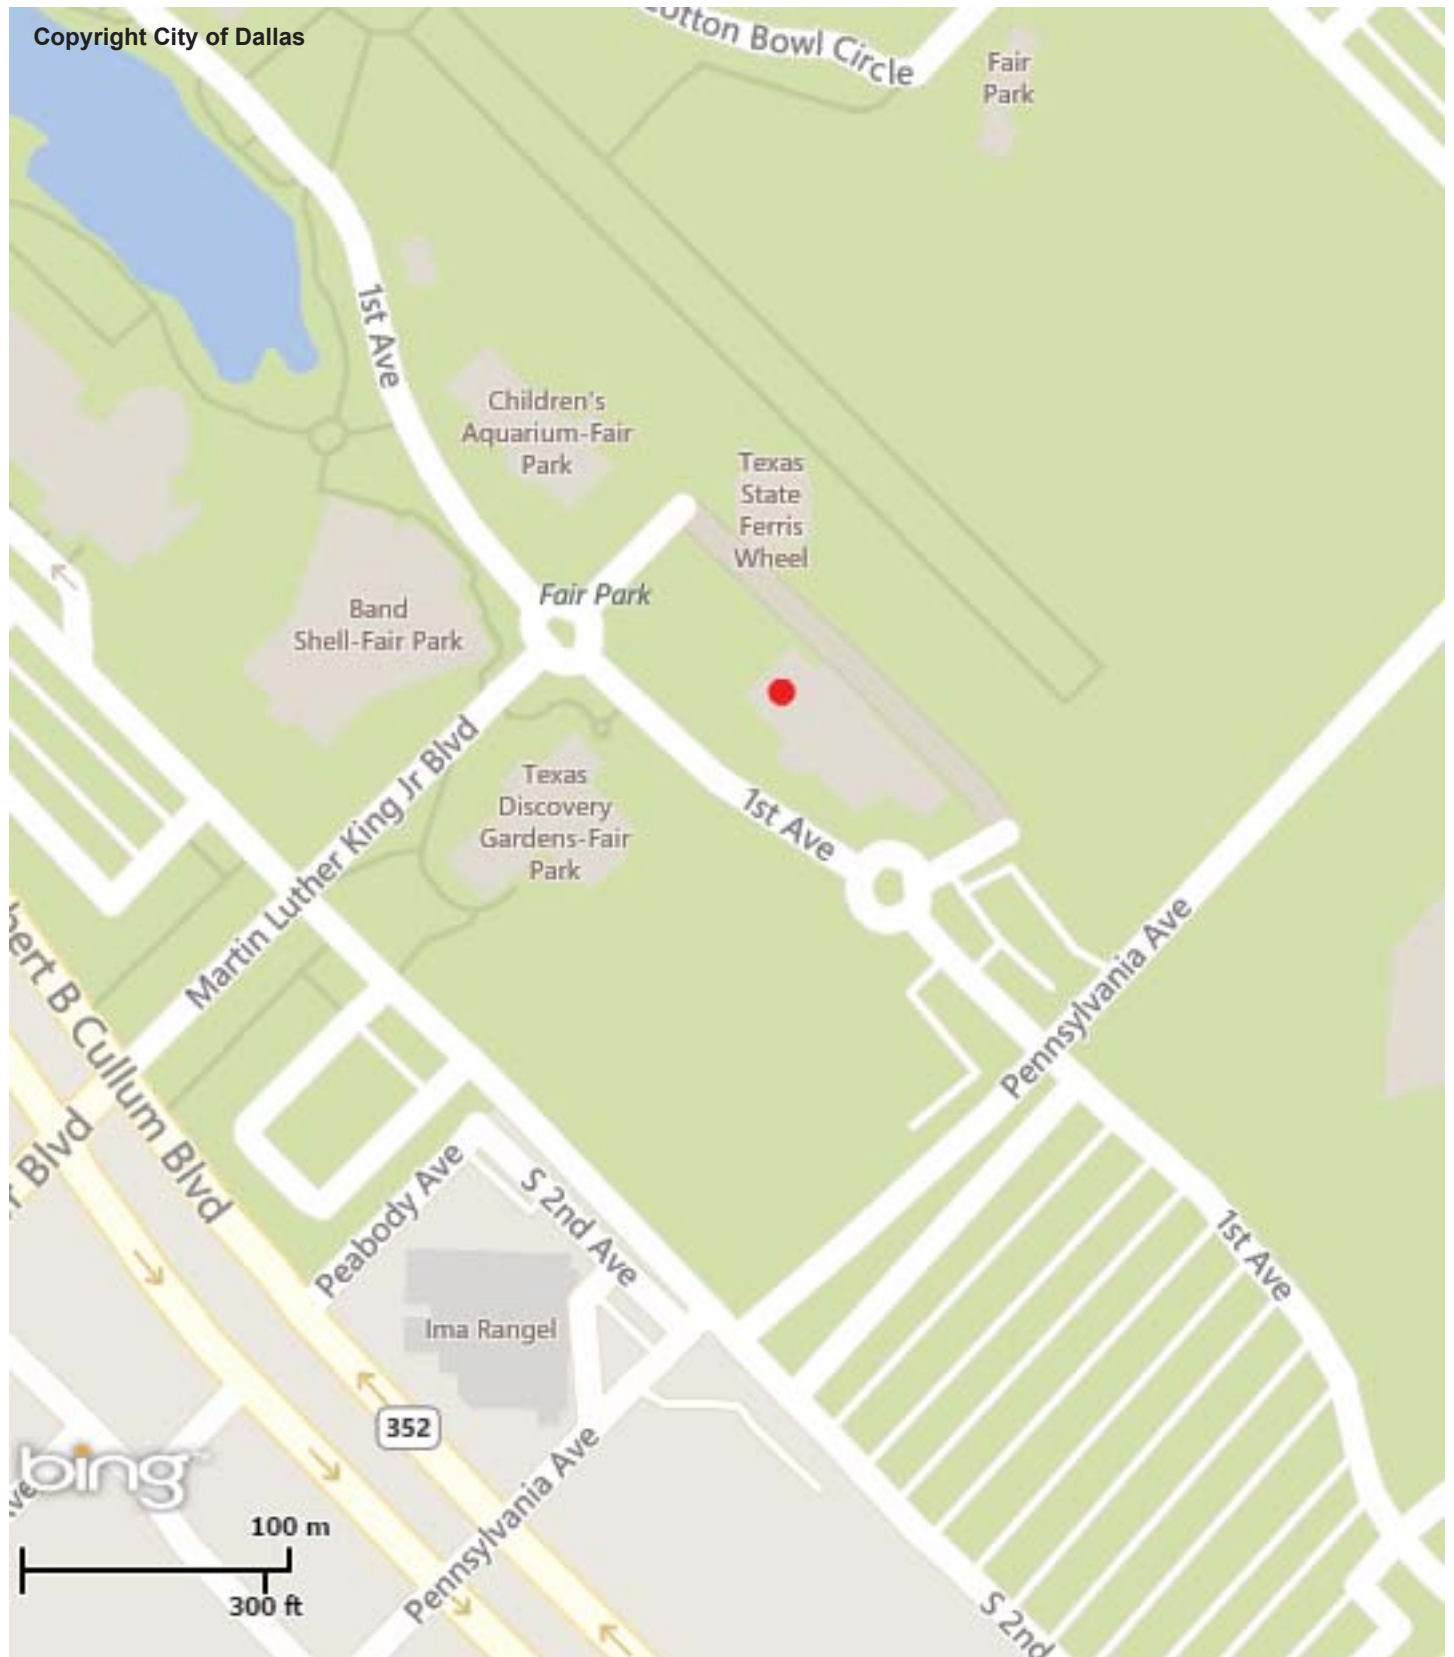 Copyright City of Dallas
Cotton Bowl Circle
Fair
Park
1st Ave
Children's
Aquarium-Fair
Park
Texas
State
Ferris
Wheel
Fair Park
Band
Shell-Fair Park
Martin Luther King Jr Blvd
Texas
Discovery
Gardens-Fair
Park
1st Ave
Pennsylvania Ave
bert B Cullum Blvd
r Blvd
Peabody Ave
S 2nd Ave
1st Ave
Ima Rangel
352
Pennsylvania Ave
bing
100 m
300 ft
S 2nd